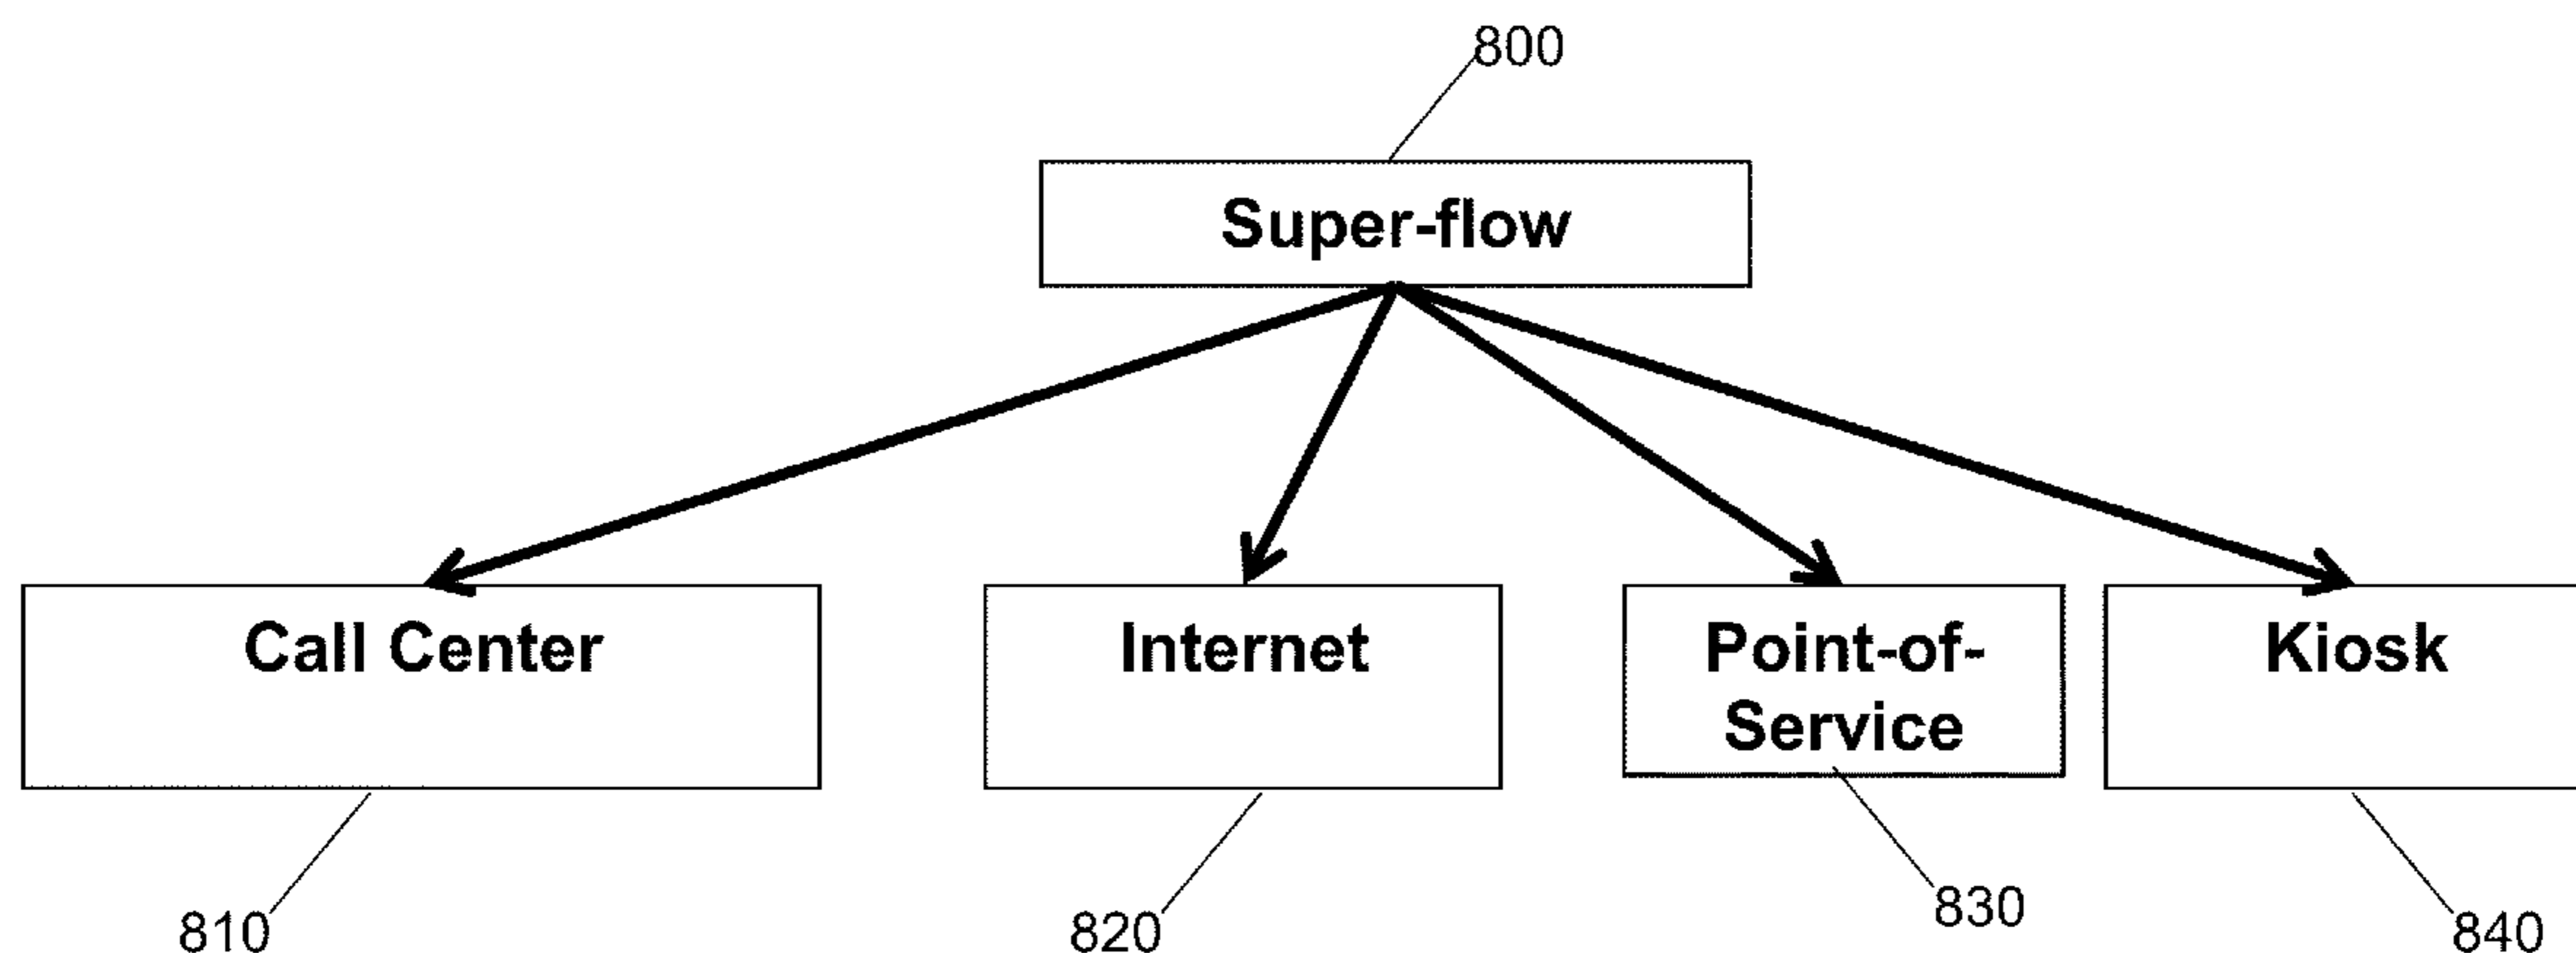 800
Super-flow
Call Center
Internet
Point-of-
Service
Kiosk
810
820
830
840